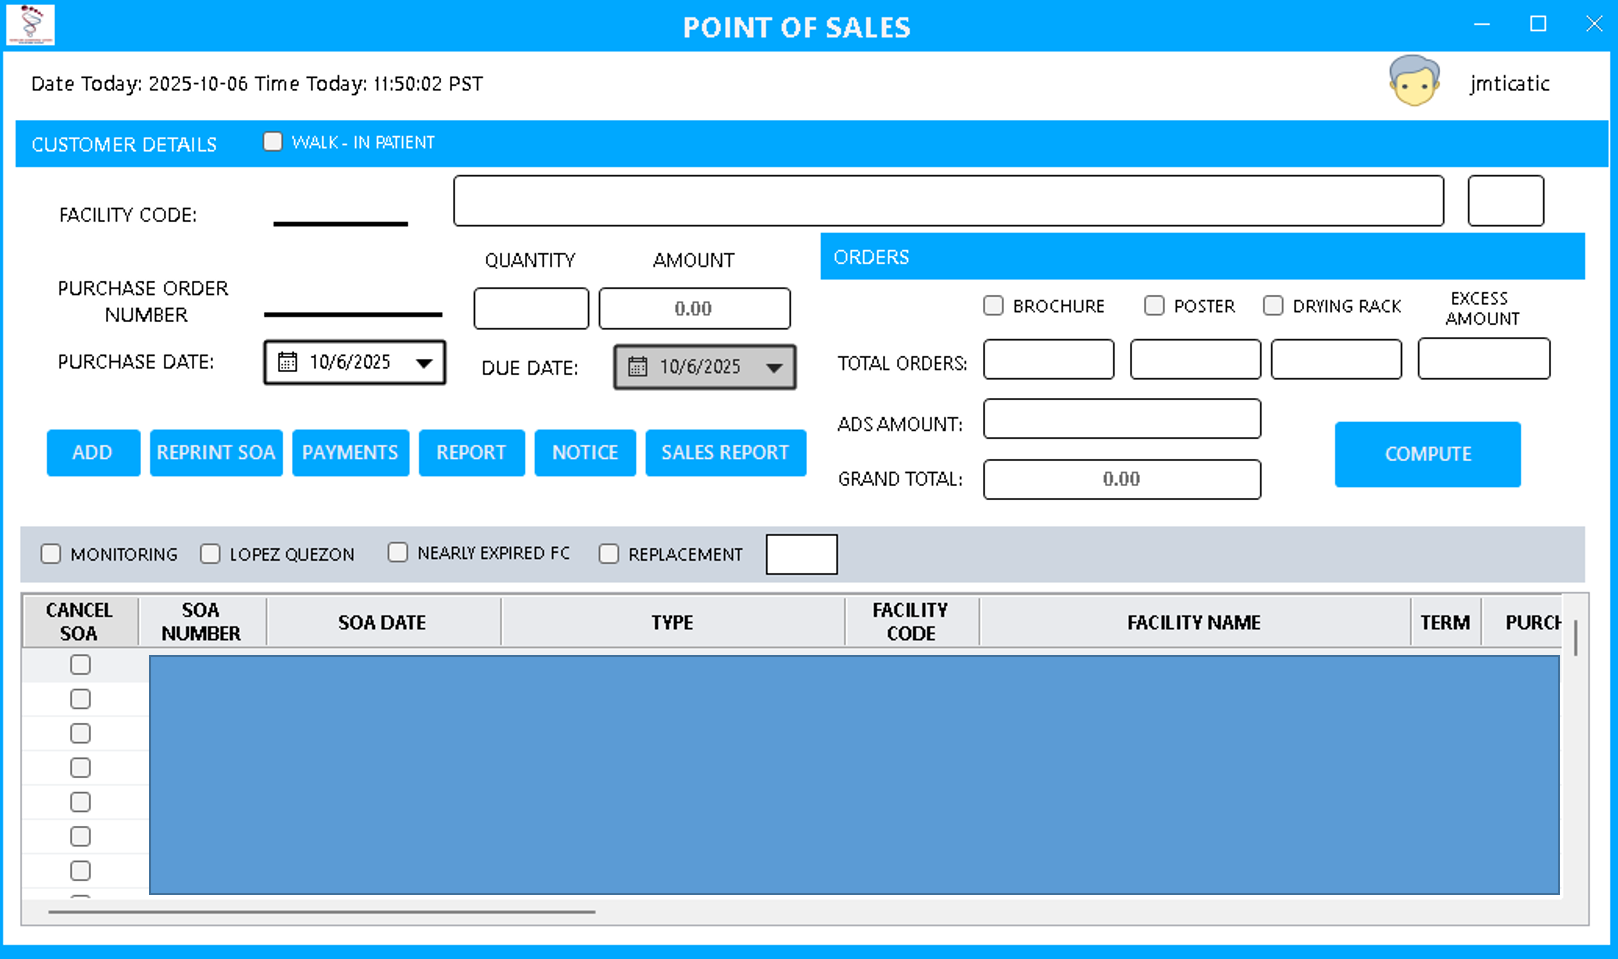 POINT OF SALES
Date Today: 2025-10-06 Time Today: 11:50:02 PST
jmticatic
CUSTOMER DETAILS
WALK - IN PATIENT
FACILITY CODE:
PURCHASE ORDER
NUMBER
QUANTITY
AMOUNT
0.00
PURCHASE DATE:
10/6/2025
DUE DATE:
10/6/2025
ADD
REPRINT SOA
PAYMENTS
REPORT
NOTICE
SALES REPORT
ORDERS
BROCHURE
POSTER
DRYING RACK
EXCESS
AMOUNT
TOTAL ORDERS:
ADS AMOUNT:
GRAND TOTAL:
0.00
COMPUTE
MONITORING
LOPEZ QUEZON
NEARLY EXPIRED FC
REPLACEMENT
CANCEL
SOA
SOA
NUMBER
SOA DATE
TYPE
FACILITY
CODE
FACILITY NAME
TERM
PURCH